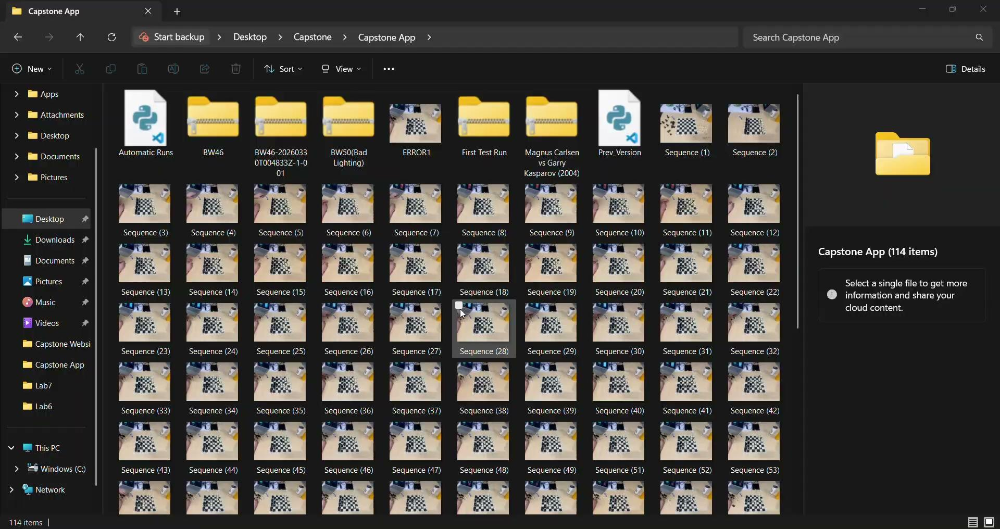 Capstone App
Start backup > Desktop > Capstone > Capstone App >
Search Capstone App
New
Sort
View
Details
Apps
Attachments
Desktop
Documents
Pictures
Desktop
Downloads
Documents
Pictures
Music
Videos
Capstone Websi
Capstone App
Lab7
Lab6
This PC
Windows (C:)
Network
Automatic Runs
BW46
BW46-2026033
0T004833Z-1-0
01
BW50(Bad
Lighting)
ERROR1
First Test Run
Magnus Carlsen
vs Garry
Kasparov (2004)
Prev_Version
Sequence (1)
Sequence (2)
Sequence (3)
Sequence (4)
Sequence (5)
Sequence (6)
Sequence (7)
Sequence (8)
Sequence (9)
Sequence (10)
Sequence (11)
Sequence (12)
Sequence (13)
Sequence (14)
Sequence (15)
Sequence (16)
Sequence (17)
Sequence (18)
Sequence (19)
Sequence (20)
Sequence (21)
Sequence (22)
Sequence (23)
Sequence (24)
Sequence (25)
Sequence (26)
Sequence (27)
Sequence (28)
Sequence (29)
Sequence (30)
Sequence (31)
Sequence (32)
Sequence (33)
Sequence (34)
Sequence (35)
Sequence (36)
Sequence (37)
Sequence (38)
Sequence (39)
Sequence (40)
Sequence (41)
Sequence (42)
Sequence (43)
Sequence (44)
Sequence (45)
Sequence (46)
Sequence (47)
Sequence (48)
Sequence (49)
Sequence (51)
Sequence (52)
Sequence (53)
Capstone App (114 items)
Select a single file to get more
information and share your
cloud content.
114 items